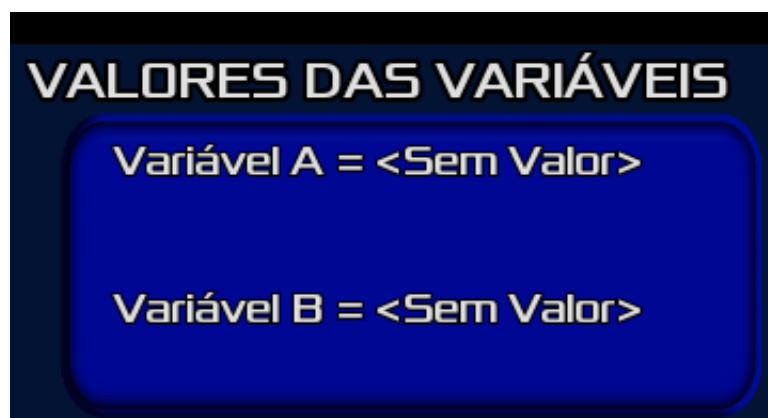 VALORES DAS VARIÁVEIS
Variável A = <Sem Valor>
Variável B = <Sem Valor>